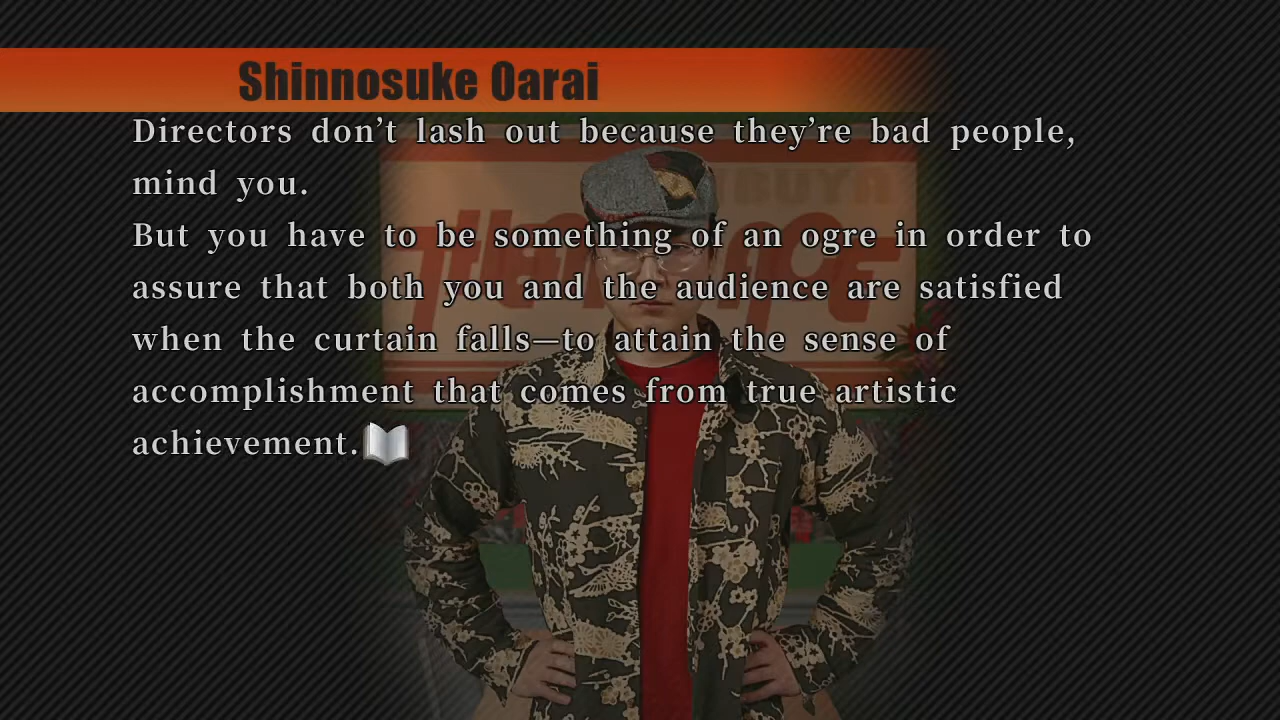 Shinnosuke Oarai
Directors don't lash out because they're bad people,
mind you.
But you have to be something of an ogre in order to
assure that both you and the audience are satisfied
when the curtain falls—to attain the sense of
accomplishment that comes from true artistic
achievement.